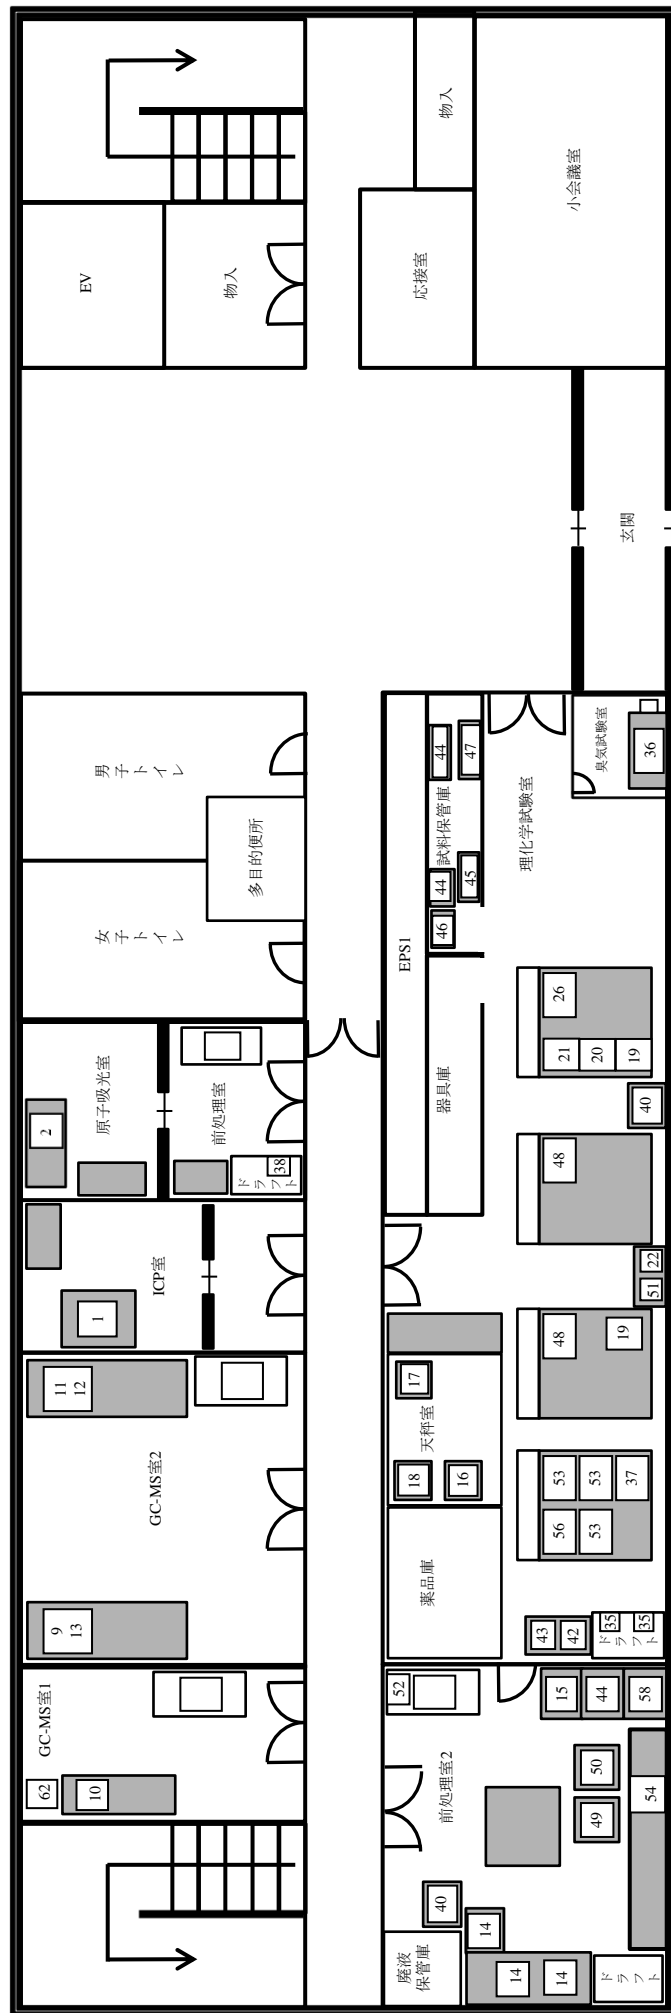 EV
物入
物入
応接室
小会議室
玄関
男子トイレ
女子トイレ
多目的便所
原子吸光室
2
前処理室
ドラフト
38
ICP室
1
GC-MS室2
11
12
9
13
GC-MS室1
62
10
EPS1
試料保管庫
44
47
44
45
46
器具庫
理化学試験室
臭気試験室
36
26
21
20
19
40
48
51
22
48
19
53
53
37
56
53
天秤室
17
18
16
薬品庫
43
42
ドラフト
35
35
前処理室2
52
15
44
58
50
49
54
40
14
14
14
廃液
保管庫
ドラフト